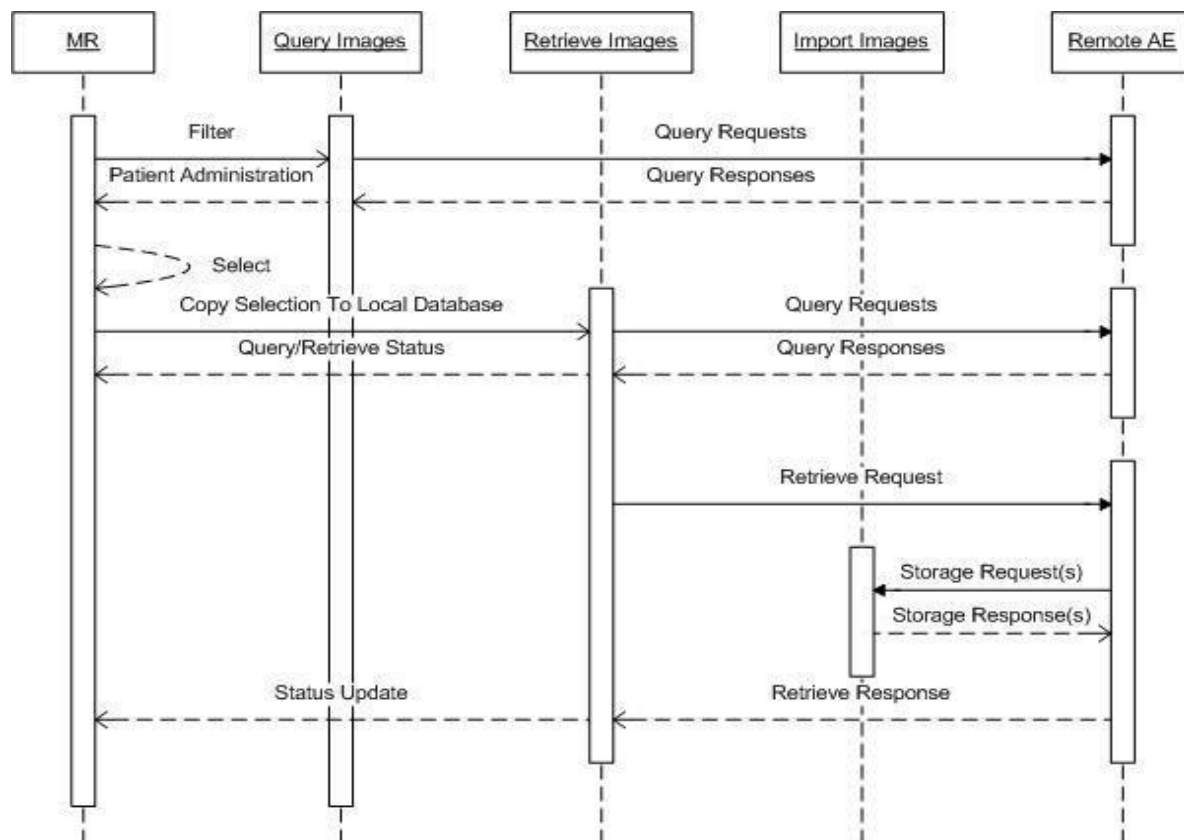 MR
Query Images
Retrieve Images
Import Images
Remote AE
Filter
Query Requests
Patient Administration
Query Responses
Select
Copy Selection To Local Database
Query Requests
Query/Retrieve Status
Query Responses
Retrieve Request
Storage Request(s)
Storage Response(s)
Status Update
Retrieve Response